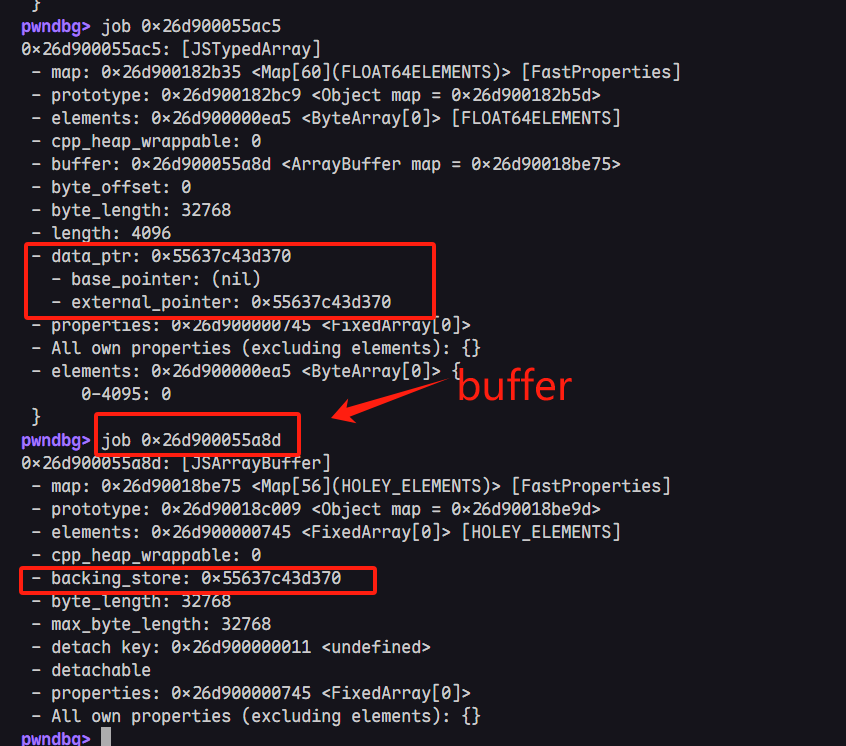 }
pwndbg> job 0x26d900055ac5
0x26d900055ac5: [JSTypedArray]
- map: 0x26d900182b35 <Map[60](FLOAT64ELEMENTS)> [FastProperties]
- prototype: 0x26d900182bc9 <Object map = 0x26d900182b5d>
- elements: 0x26d900000ea5 <ByteArray[0]> [FLOAT64ELEMENTS]
- cpp_heap_wrappable: 0
- buffer: 0x26d900055a8d <ArrayBuffer map = 0x26d90018be75>
- byte_offset: 0
- byte_length: 32768
- length: 4096
- data_ptr: 0x55637c43d370
- base_pointer: (nil)
- external_pointer: 0x55637c43d370
- properties: 0x26d900000745 <FixedArray[0]>
- All own properties (excluding elements): {}
- elements: 0x26d900000ea5 <ByteArray[0]> {
0-4095: 0
buffer
}
pwndbg> job 0x26d900055a8d
0x26d900055a8d: [JSArrayBuffer]
- map: 0x26d90018be75 <Map[56](HOLEY_ELEMENTS)> [FastProperties]
- prototype: 0x26d90018c009 <Object map = 0x26d90018be9d>
- elements: 0x26d900000745 <FixedArray[0]> [HOLEY_ELEMENTS]
- cpp_heap_wrappable: 0
- backing_store: 0x55637c43d370
- byte_length: 32768
- max_byte_length: 32768
- detach key: 0x26d900000011 <undefined>
- detachable
- properties: 0x26d900000745 <FixedArray[0]>
- All own properties (excluding elements): {}
pwndbg>